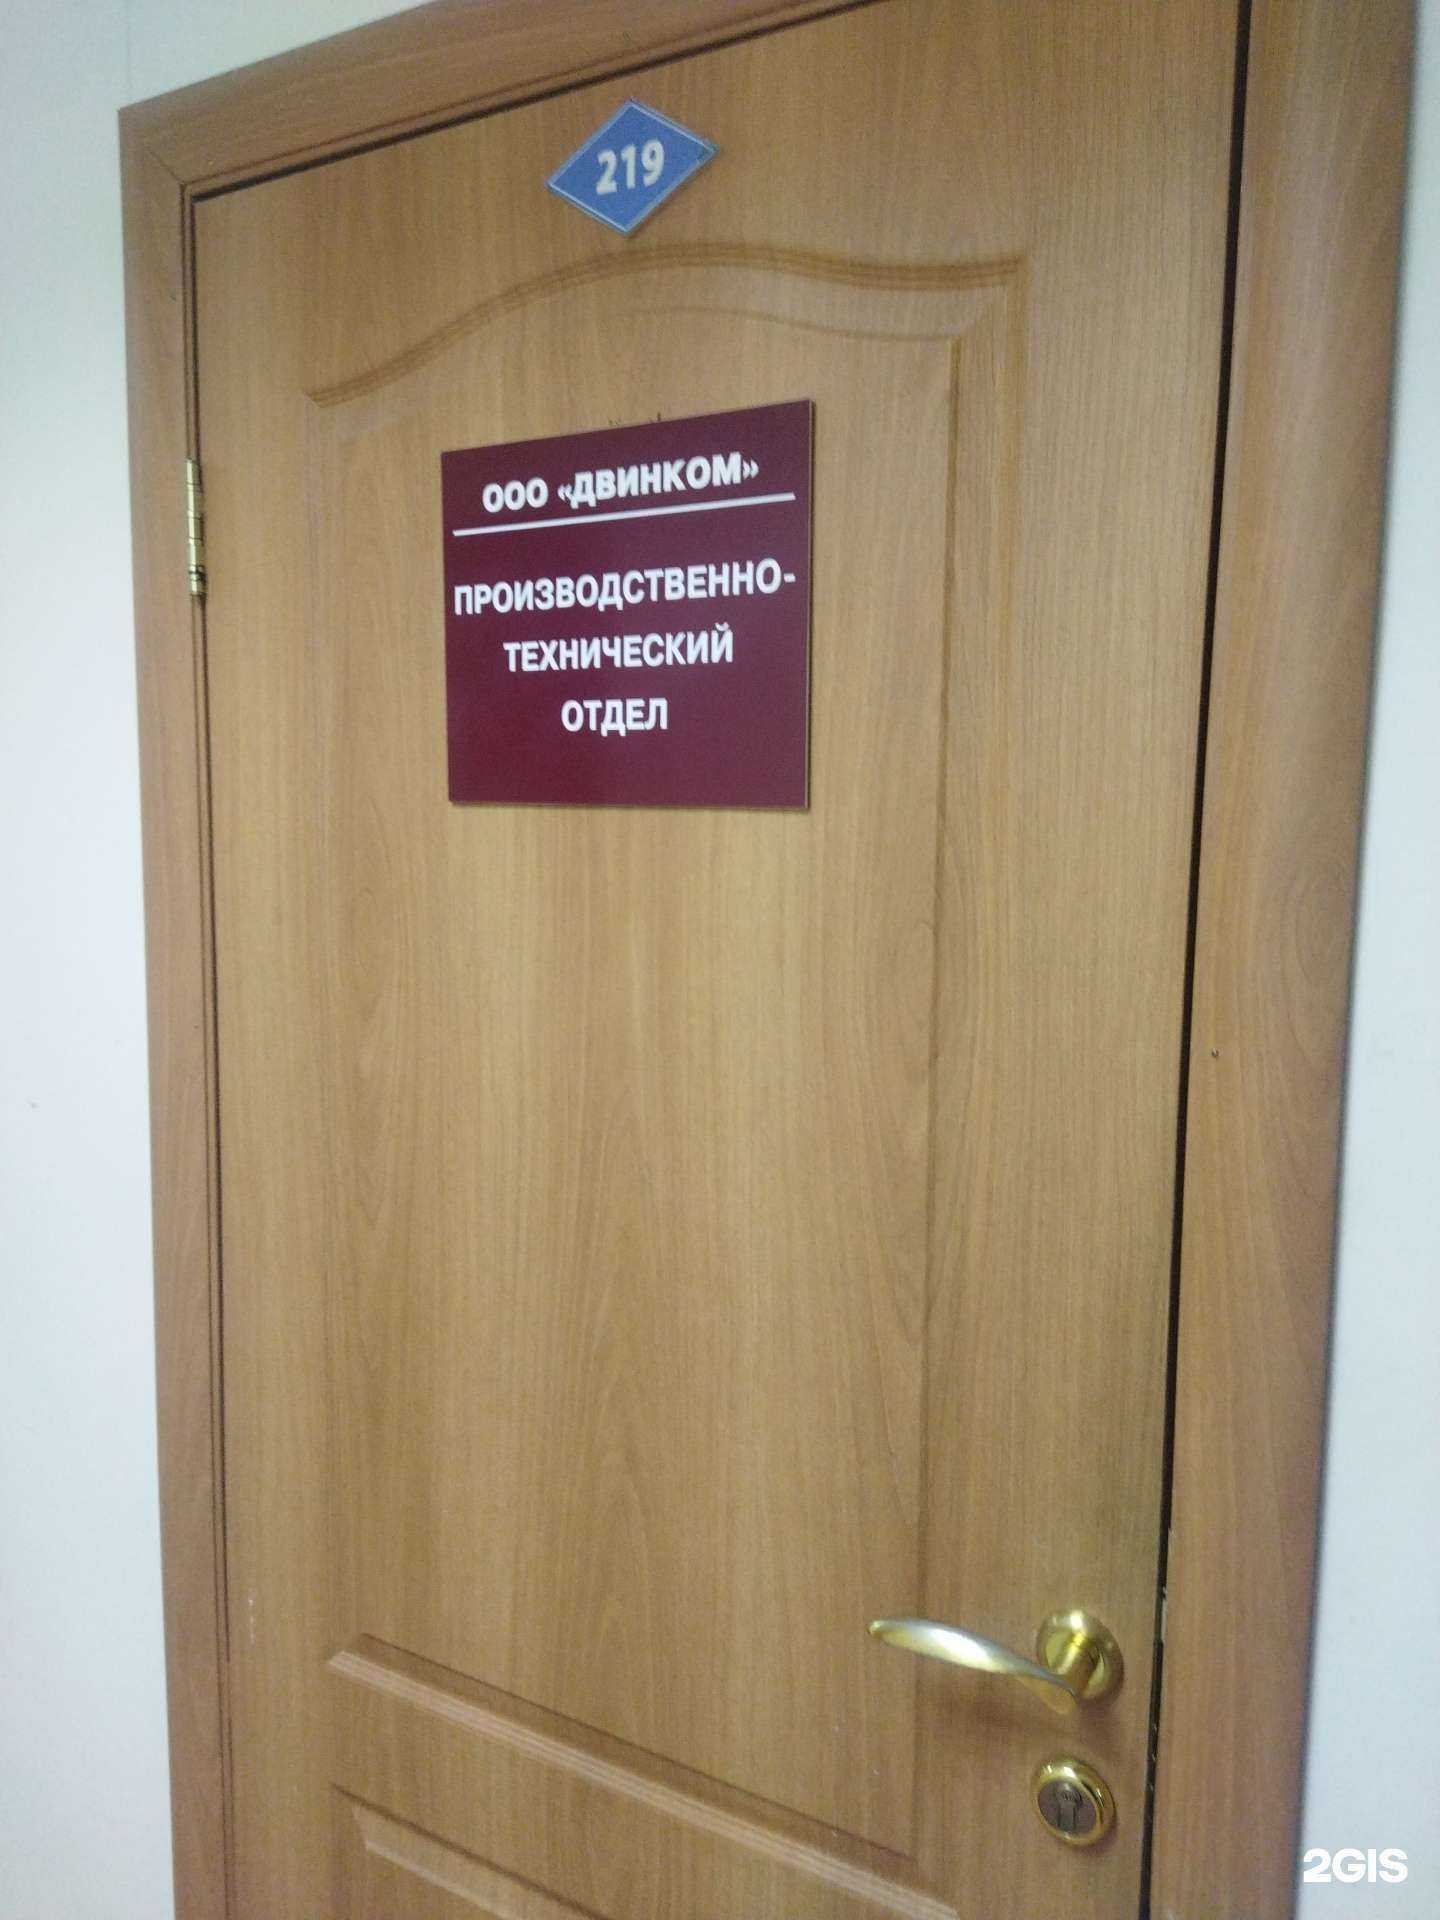 219
ООО «ДВИНКОМ»
ПРОИЗВОДСТВЕННО-
ТЕХНИЧЕСКИЙ
ОТДЕЛ
2GIS